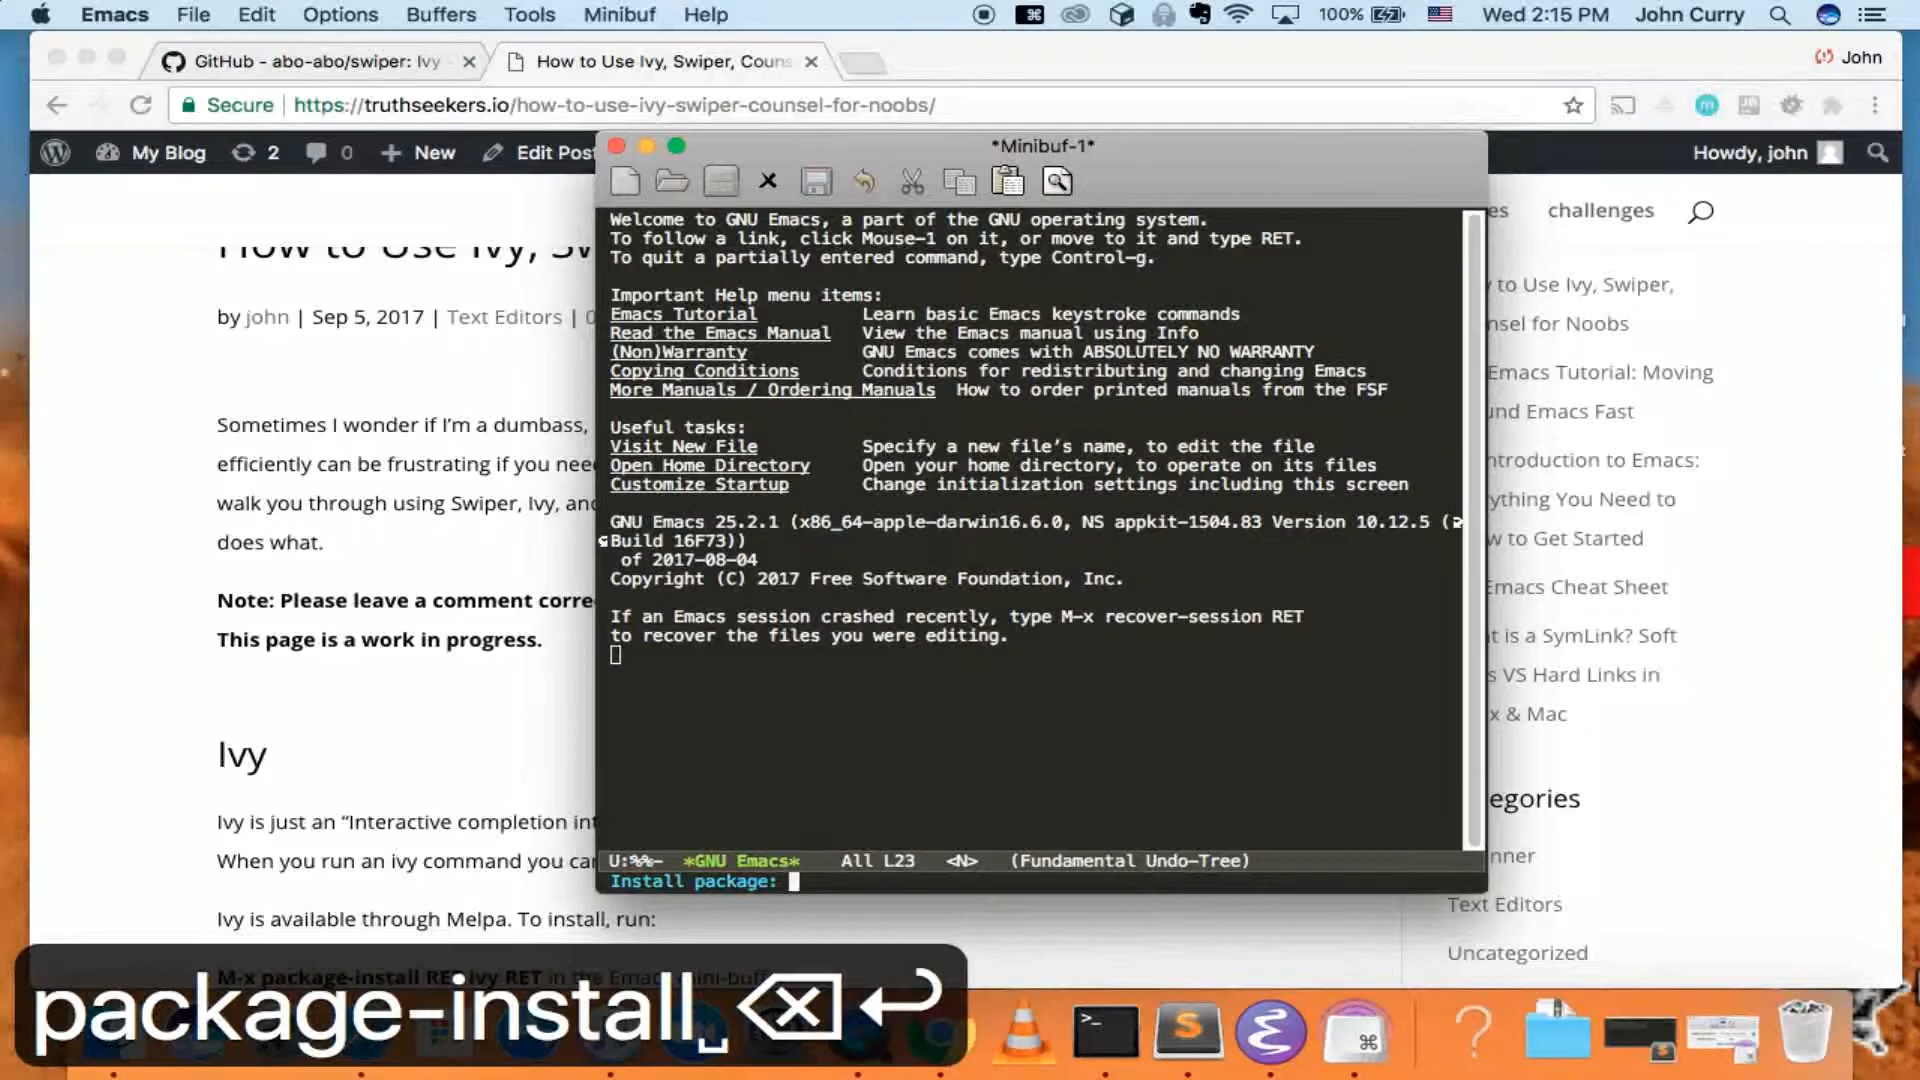 Emacs File Edit Options Buffers Tools Minibuf Help 100% Wed 2:15 PM John Curry
GitHub - abo-abo/swiper: Ivy How to Use Ivy, Swiper, Couns John
Secure https://truthseekers.io/how-to-use-ivy-swiper-counsel-for-noobs/
My Blog 2 0 New Edit Pos Howdy, john
*Minibuf-1*
challenges
by john | Sep 5, 2017 | Text Editors |
Sometimes I wonder if I'm a dumbass,
efficiently can be frustrating if you nee
walk you through using Swiper, Ivy, and
does what.
Note: Please leave a comment corre
This page is a work in progress.
Ivy
Ivy is just an “Interactive completion int
When you run an ivy command you can
Ivy is available through Melpa. To install, run:
M-x package-install RET ivy RET in the Emac
Welcome to GNU Emacs, a part of the GNU operating system.
To follow a link, click Mouse-1 on it, or move to it and type RET.
To quit a partially entered command, type Control-g.
Important Help menu items:
Emacs Tutorial Learn basic Emacs keystroke commands
Read the Emacs Manual View the Emacs manual using Info
(Non)Warranty GNU Emacs comes with ABSOLUTELY NO WARRANTY
Copying Conditions Conditions for redistributing and changing Emacs
More Manuals / Ordering Manuals How to order printed manuals from the FSF
Useful tasks:
Visit New File Specify a new file's name, to edit the file
Open Home Directory Open your home directory, to operate on its files
Customize Startup Change initialization settings including this screen
GNU Emacs 25.2.1 (x86_64-apple-darwin16.6.0, NS appkit-1504.83 Version 10.12.5 (
Build 16F73))
of 2017-08-04
Copyright (C) 2017 Free Software Foundation, Inc.
If an Emacs session crashed recently, type M-x recover-session RET
to recover the files you were editing.
U:%%- *GNU Emacs* All L23 <N> (Fundamental Undo-Tree)
Install package:
to Use Ivy, Swiper,
nsel for Noobs
Emacs Tutorial: Moving
und Emacs Fast
ntroduction to Emacs:
ything You Need to
w to Get Started
Emacs Cheat Sheet
t is a SymLink? Soft
s VS Hard Links in
x & Mac
egories
nner
Text Editors
Uncategorized
package-install